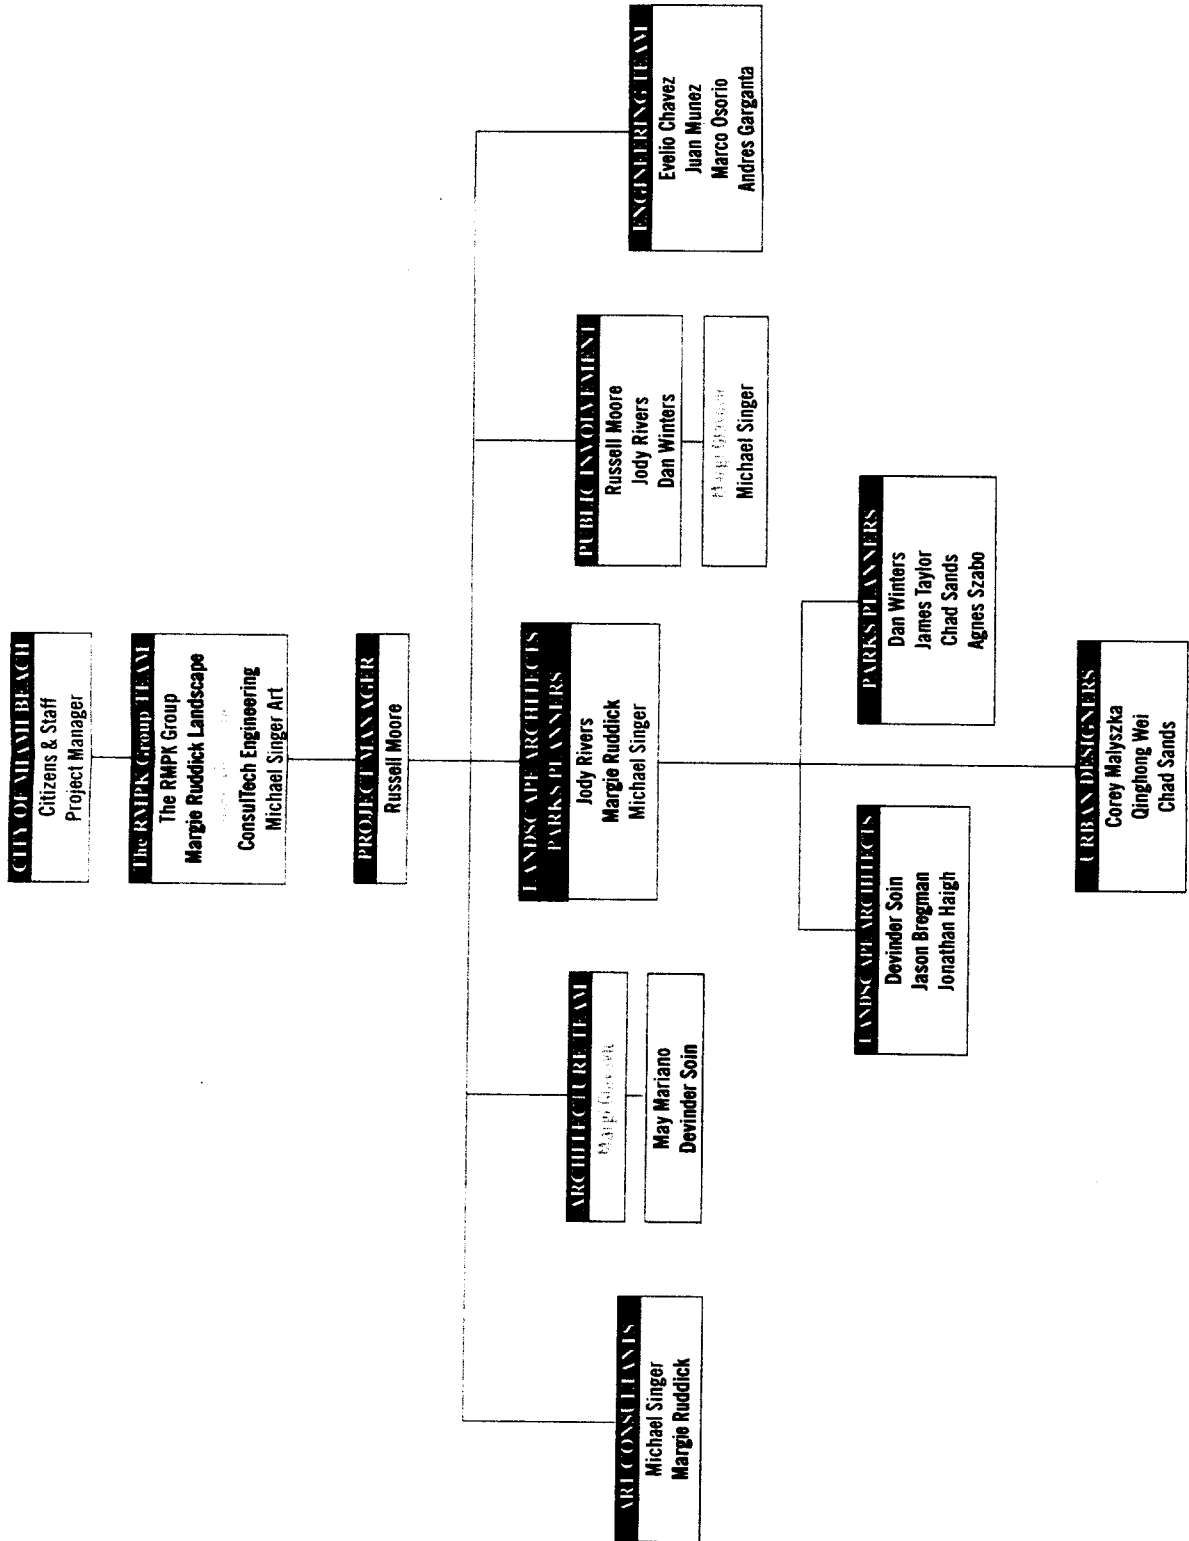 CITY OF MIAMI BEACH
Citizens & Staff
Project Manager
The RMPK Group TEAM
The RMPK Group
Margie Ruddick Landscape
ConsulTech Engineering
Michael Singer Art
PROJECT MANAGER
Russell Moore
ART CONSULTANTS
Michael Singer
Margie Ruddick
ARCHITECTURE TEAM
May Mariano
Devinder Soin
LANDSCAPE ARCHITECTS
PARKS PLANNERS
Jody Rivers
Margie Ruddick
Michael Singer
PUBLIC INVOLVEMENT
Russell Moore
Jody Rivers
Dan Winters
Michael Singer
ENGINEERING TEAM
Evelio Chavez
Juan Munez
Marco Osorio
Andres Garganta
LANDSCAPE ARCHITECTS
Devinder Soin
Jason Bregman
Jonathan Haigh
PARKS PLANNERS
Dan Winters
James Taylor
Chad Sands
Agnes Szabo
URBAN DESIGNERS
Corey Malyszka
Qinghong Wei
Chad Sands